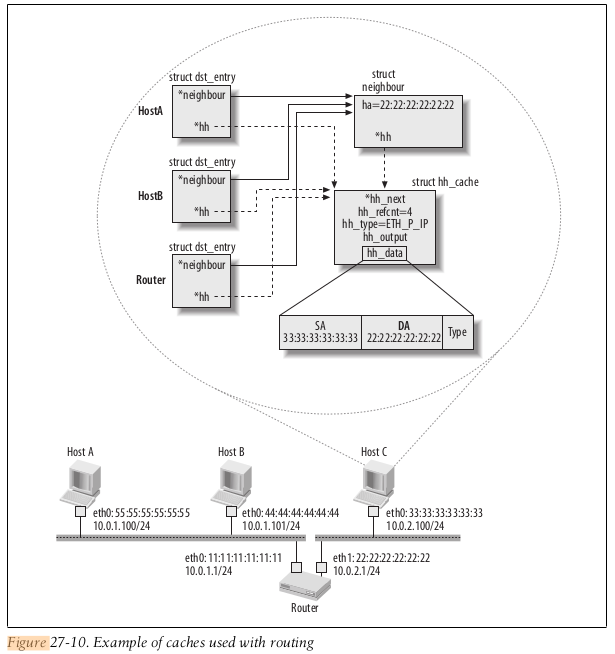 struct dst_entry
HostA
*neighbour
*hh
struct
neighbour
ha=22:22:22:22:22:22
*hh
struct dst_entry
HostB
*neighbour
*hh
struct hh_cache
*hh_next
hh_refcnt=4
hh_type=ETH_P_IP
hh_output
hh_data
struct dst_entry
Router
*neighbour
*hh
SA
33:33:33:33:33:33
DA
22:22:22:22:22:22
Type
Host A
eth0: 55:55:55:55:55:55
10.0.1.100/24
Host B
eth0: 44:44:44:44:44:44
10.0.1.101/24
Host C
eth0: 33:33:33:33:33:33
10.0.2.100/24
eth0: 11:11:11:11:11:11
10.0.1.1/24
eth1: 22:22:22:22:22:22
10.0.2.1/24
Router
Figure 27-10. Example of caches used with routing